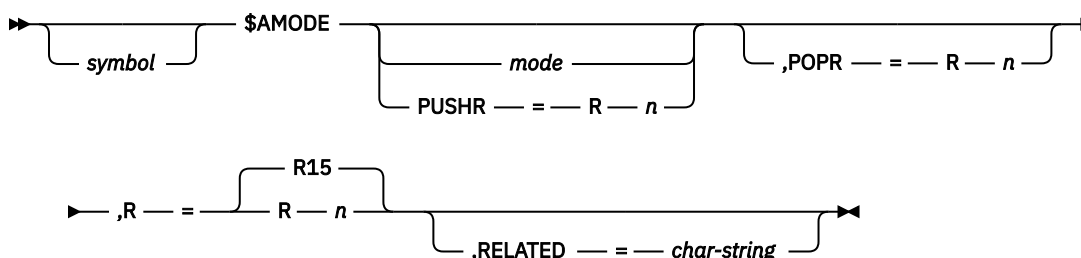 $AMODE
symbol
mode
,POPR = R n
PUSHR = R n
R15
,R = R n
,RELATED = char-string